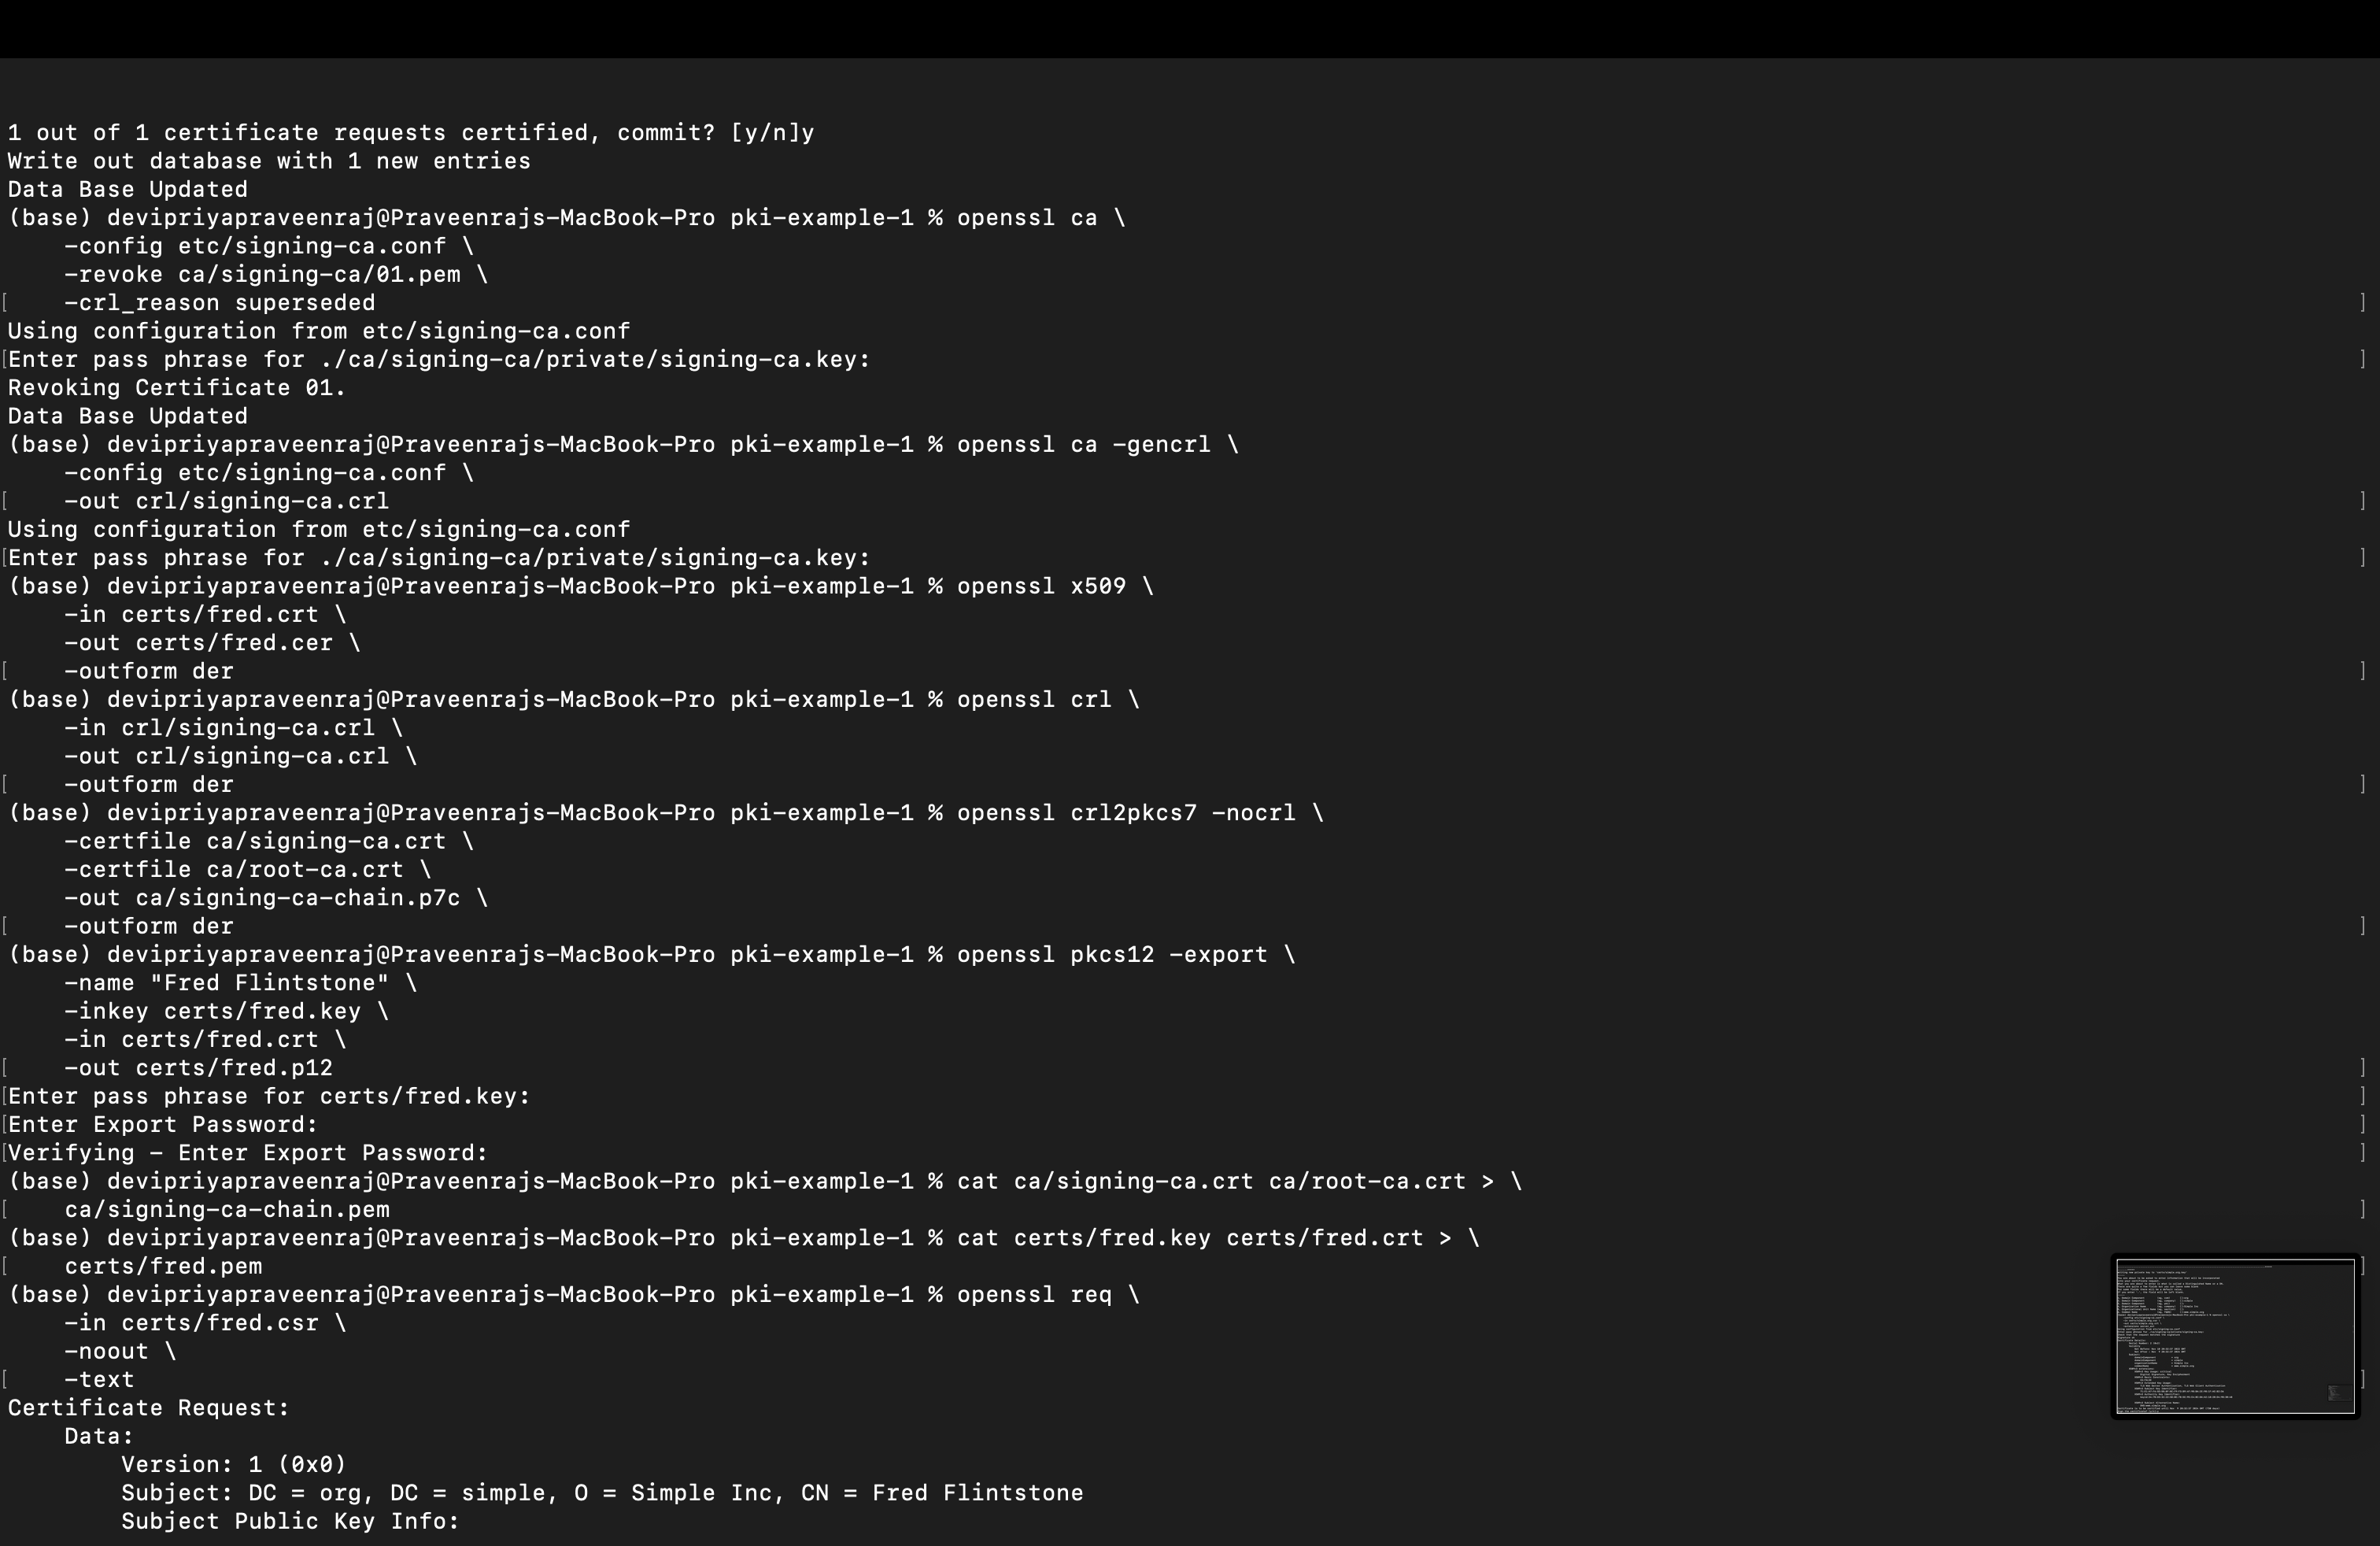 1 out of 1 certificate requests certified, commit? [y/n]y
Write out database with 1 new entries
Data Base Updated
(base) devipriyapraveenraj@Praveenrajs-MacBook-Pro pki-example-1 % openssl ca \
    -config etc/signing-ca.conf \
    -revoke ca/signing-ca/01.pem \
[    -crl_reason superseded ]
Using configuration from etc/signing-ca.conf
[Enter pass phrase for ./ca/signing-ca/private/signing-ca.key: ]
Revoking Certificate 01.
Data Base Updated
(base) devipriyapraveenraj@Praveenrajs-MacBook-Pro pki-example-1 % openssl ca -gencrl \
    -config etc/signing-ca.conf \
[    -out crl/signing-ca.crl ]
Using configuration from etc/signing-ca.conf
[Enter pass phrase for ./ca/signing-ca/private/signing-ca.key: ]
(base) devipriyapraveenraj@Praveenrajs-MacBook-Pro pki-example-1 % openssl x509 \
    -in certs/fred.crt \
    -out certs/fred.cer \
[    -outform der ]
(base) devipriyapraveenraj@Praveenrajs-MacBook-Pro pki-example-1 % openssl crl \
    -in crl/signing-ca.crl \
    -out crl/signing-ca.crl \
[    -outform der ]
(base) devipriyapraveenraj@Praveenrajs-MacBook-Pro pki-example-1 % openssl crl2pkcs7 -nocrl \
    -certfile ca/signing-ca.crt \
    -certfile ca/root-ca.crt \
    -out ca/signing-ca-chain.p7c \
[    -outform der ]
(base) devipriyapraveenraj@Praveenrajs-MacBook-Pro pki-example-1 % openssl pkcs12 -export \
    -name "Fred Flintstone" \
    -inkey certs/fred.key \
    -in certs/fred.crt \
[    -out certs/fred.p12 ]
[Enter pass phrase for certs/fred.key: ]
[Enter Export Password: ]
[Verifying - Enter Export Password: ]
(base) devipriyapraveenraj@Praveenrajs-MacBook-Pro pki-example-1 % cat ca/signing-ca.crt ca/root-ca.crt > \
[    ca/signing-ca-chain.pem ]
(base) devipriyapraveenraj@Praveenrajs-MacBook-Pro pki-example-1 % cat certs/fred.key certs/fred.crt > \
[    certs/fred.pem ]
(base) devipriyapraveenraj@Praveenrajs-MacBook-Pro pki-example-1 % openssl req \
    -in certs/fred.csr \
    -noout \
[    -text ]
Certificate Request:
    Data:
        Version: 1 (0x0)
        Subject: DC = org, DC = simple, O = Simple Inc, CN = Fred Flintstone
        Subject Public Key Info: